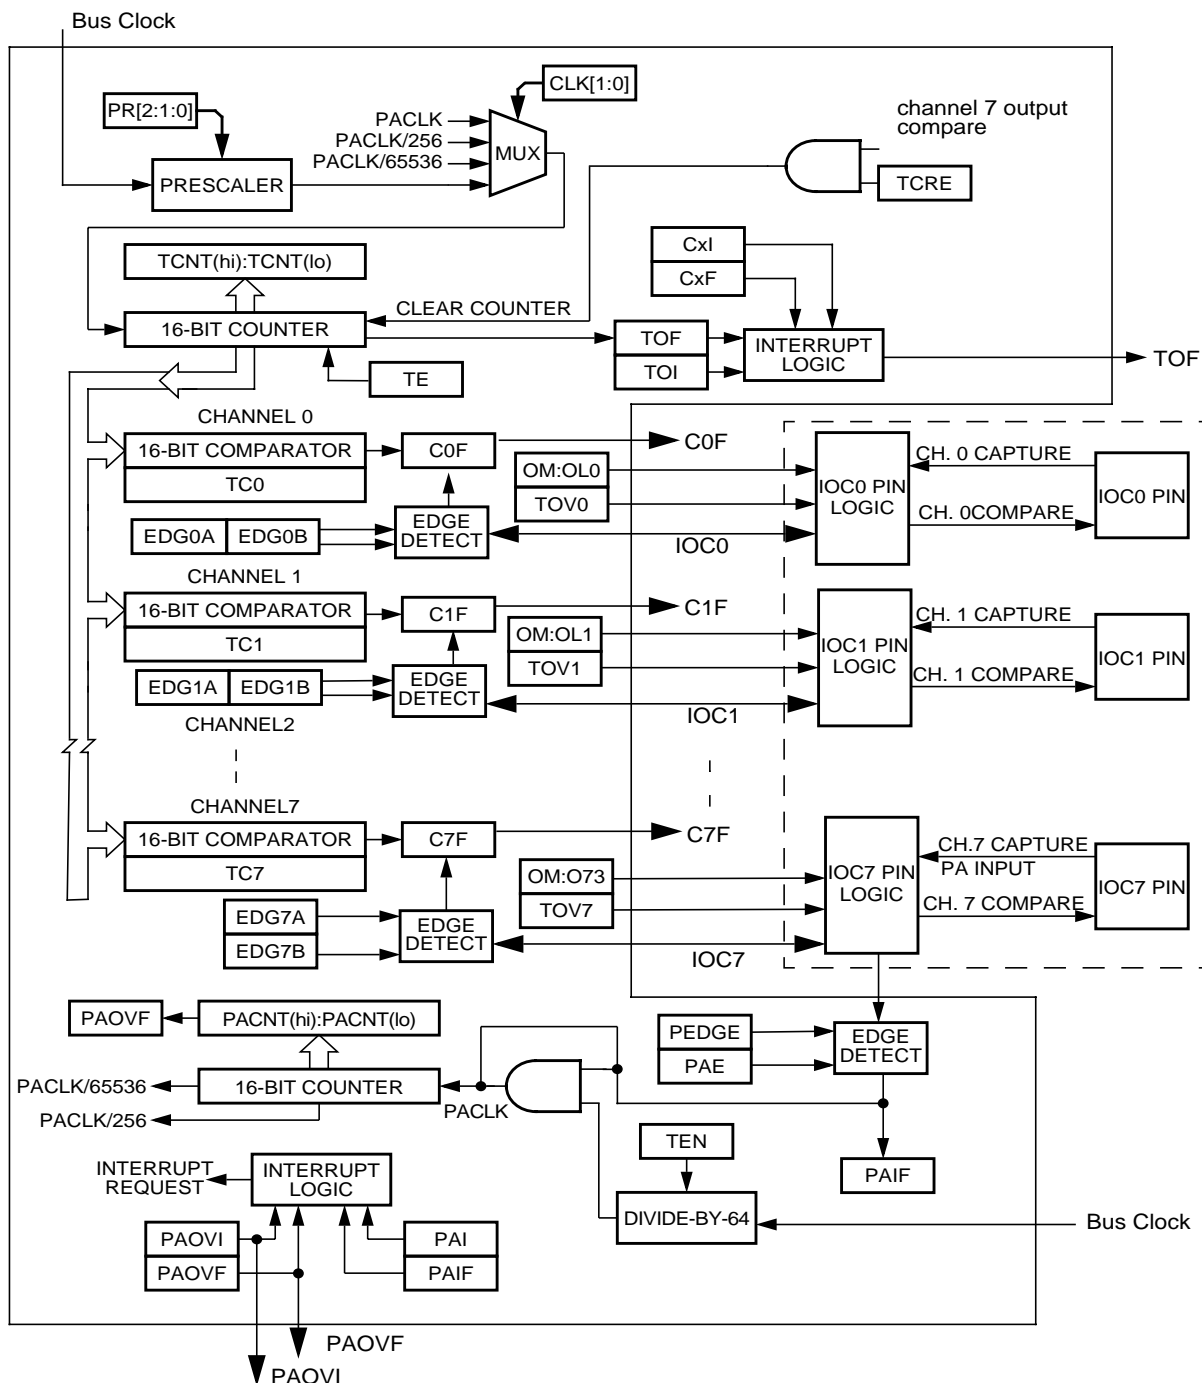 Bus Clock
CLK[1:0]
PR[2:1:0]
PACLK
PACLK/256
PACLK/65536
MUX
PRESCALER
channel 7 output
compare
TCRE
TCNT(hi):TCNT(lo)
CxI
CxF
CLEAR COUNTER
16-BIT COUNTER
TOF
TOI
INTERRUPT
LOGIC
TOF
TE
CHANNEL 0
16-BIT COMPARATOR
TC0
C0F
C0F
OM:OL0
TOV0
EDG0A
EDG0B
EDGE
DETECT
IOC0
IOC0 PIN
LOGIC
CH. 0 CAPTURE
CH. 0COMPARE
IOC0 PIN
CHANNEL 1
16-BIT COMPARATOR
TC1
C1F
C1F
OM:OL1
TOV1
EDG1A
EDG1B
EDGE
DETECT
IOC1
IOC1 PIN
LOGIC
CH. 1 CAPTURE
CH. 1 COMPARE
IOC1 PIN
CHANNEL2
CHANNEL7
16-BIT COMPARATOR
TC7
C7F
C7F
OM:O73
TOV7
EDG7A
EDG7B
EDGE
DETECT
IOC7
IOC7 PIN
LOGIC
CH.7 CAPTURE
PA INPUT
CH. 7 COMPARE
IOC7 PIN
PAOVF
PACNT(hi):PACNT(lo)
PEDGE
PAE
EDGE
DETECT
PACLK/65536
16-BIT COUNTER
PACLK
PACLK/256
TEN
PAIF
INTERRUPT
REQUEST
INTERRUPT
LOGIC
DIVIDE-BY-64
Bus Clock
PAOVI
PAOVF
PAI
PAIF
PAOVF
PAOVI